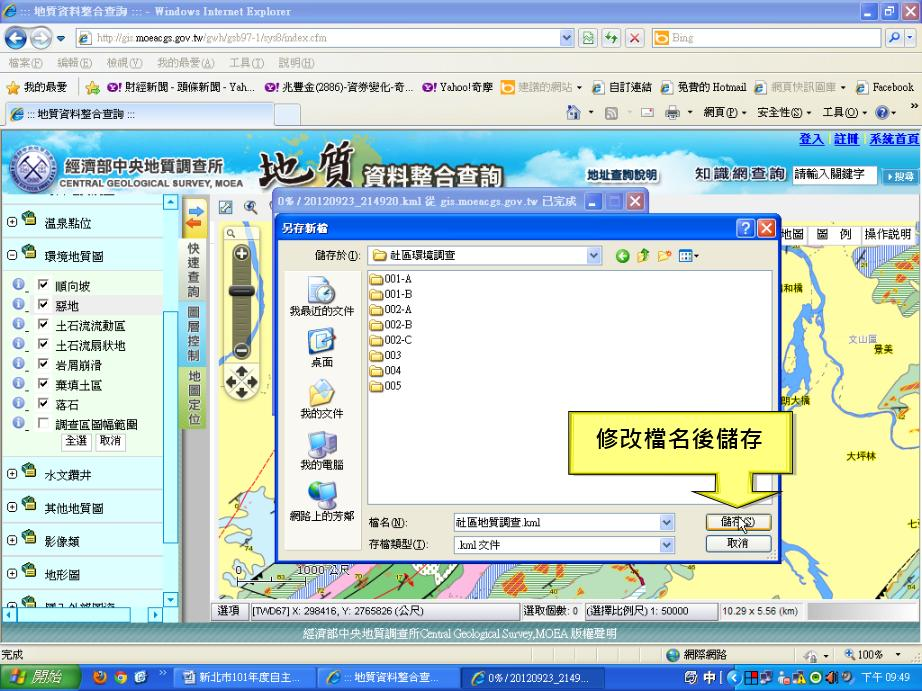 ::: 地質資料整合查詢 ::: - Windows Internet Explorer
http://gis.moeacgs.gov.tw/gwh/gsb97-1/sys8/index.cfm
Bing
檔案(F) 編輯(E) 檢視(V) 我的最愛(A) 工具(T) 說明(H)
我的最愛 財經新聞 - 頭條新聞 - Yah... 兆豐金(2886)-資券變化-奇... Yahoo!奇摩 建議的網站 自訂連結 免費的 Hotmail 網頁快訊圖庫 Facebook
::: 地質資料整合查詢 :::
網頁(P) 安全性(S) 工具(O)
登入 註冊 系統首頁
經濟部中央地質調查所
CENTRAL GEOLOGICAL SURVEY, MOEA
地質 資料整合查詢
地址查詢說明 知識網查詢 請輸入關鍵字 搜尋
溫泉點位
環境地質圖
順向坡
惡地
土石流流動區
土石流扇狀地
岩屑崩滑
棄填土區
落石
調查區圖幅範圍
全選 取消
水文鑽井
其他地質圖
影像類
地形圖
快速查詢
圖層控制
地圖定位
0% / 20120923_214920.kml 從 gis.moeacgs.gov.tw 已完成
另存新檔
儲存於(I): 社區環境調查
我最近的文件
桌面
我的文件
我的電腦
網路上的芳鄰
001-A
001-B
002-A
002-B
002-C
003
004
005
檔名(N): 社區地質調查.kml 儲存(S)
存檔類型(T): .kml 文件 取消
修改檔名後儲存
地圖 圖 例 操作說明
和橋
文山區
景美
朗大橋
大坪林
七
0 1000公尺
選項 [TWD67] X: 298416, Y: 2765826 (公尺) 選取個數: 0 (選擇比例尺) 1: 50000 10.29 x 5.56 (km)
經濟部中央地質調查所Central Geological Survey,MOEA 版權聲明
完成 網際網路 100%
開始 新北市101年度自主... ::: 地質資料整合查... 0% / 20120923_2149... 中 下午 09:49